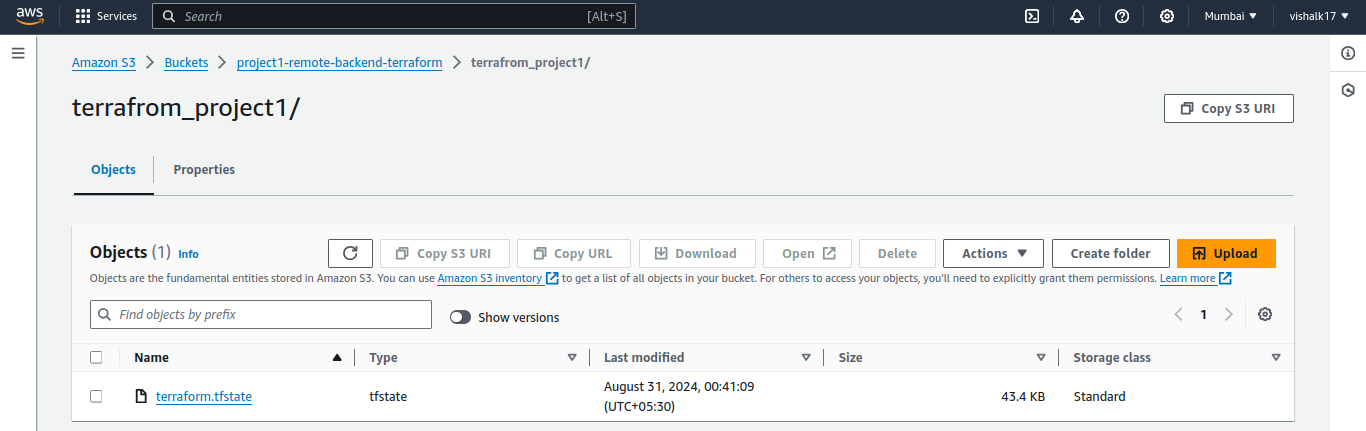 aws Services Search [Alt+S] Mumbai vishalk17
Amazon S3 Buckets project1-remote-backend-terraform terrafrom_project1/
terrafrom_project1/
Copy S3 URI
Objects Properties
Objects (1) Info Copy S3 URI Copy URL Download Open Delete Actions Create folder Upload
Objects are the fundamental entities stored in Amazon S3. You can use Amazon S3 inventory to get a list of all objects in your bucket. For others to access your objects, you'll need to explicitly grant them permissions. Learn more
Find objects by prefix Show versions 1
Name Type Last modified Size Storage class
terraform.tfstate tfstate August 31, 2024, 00:41:09 43.4 KB Standard
(UTC+05:30)